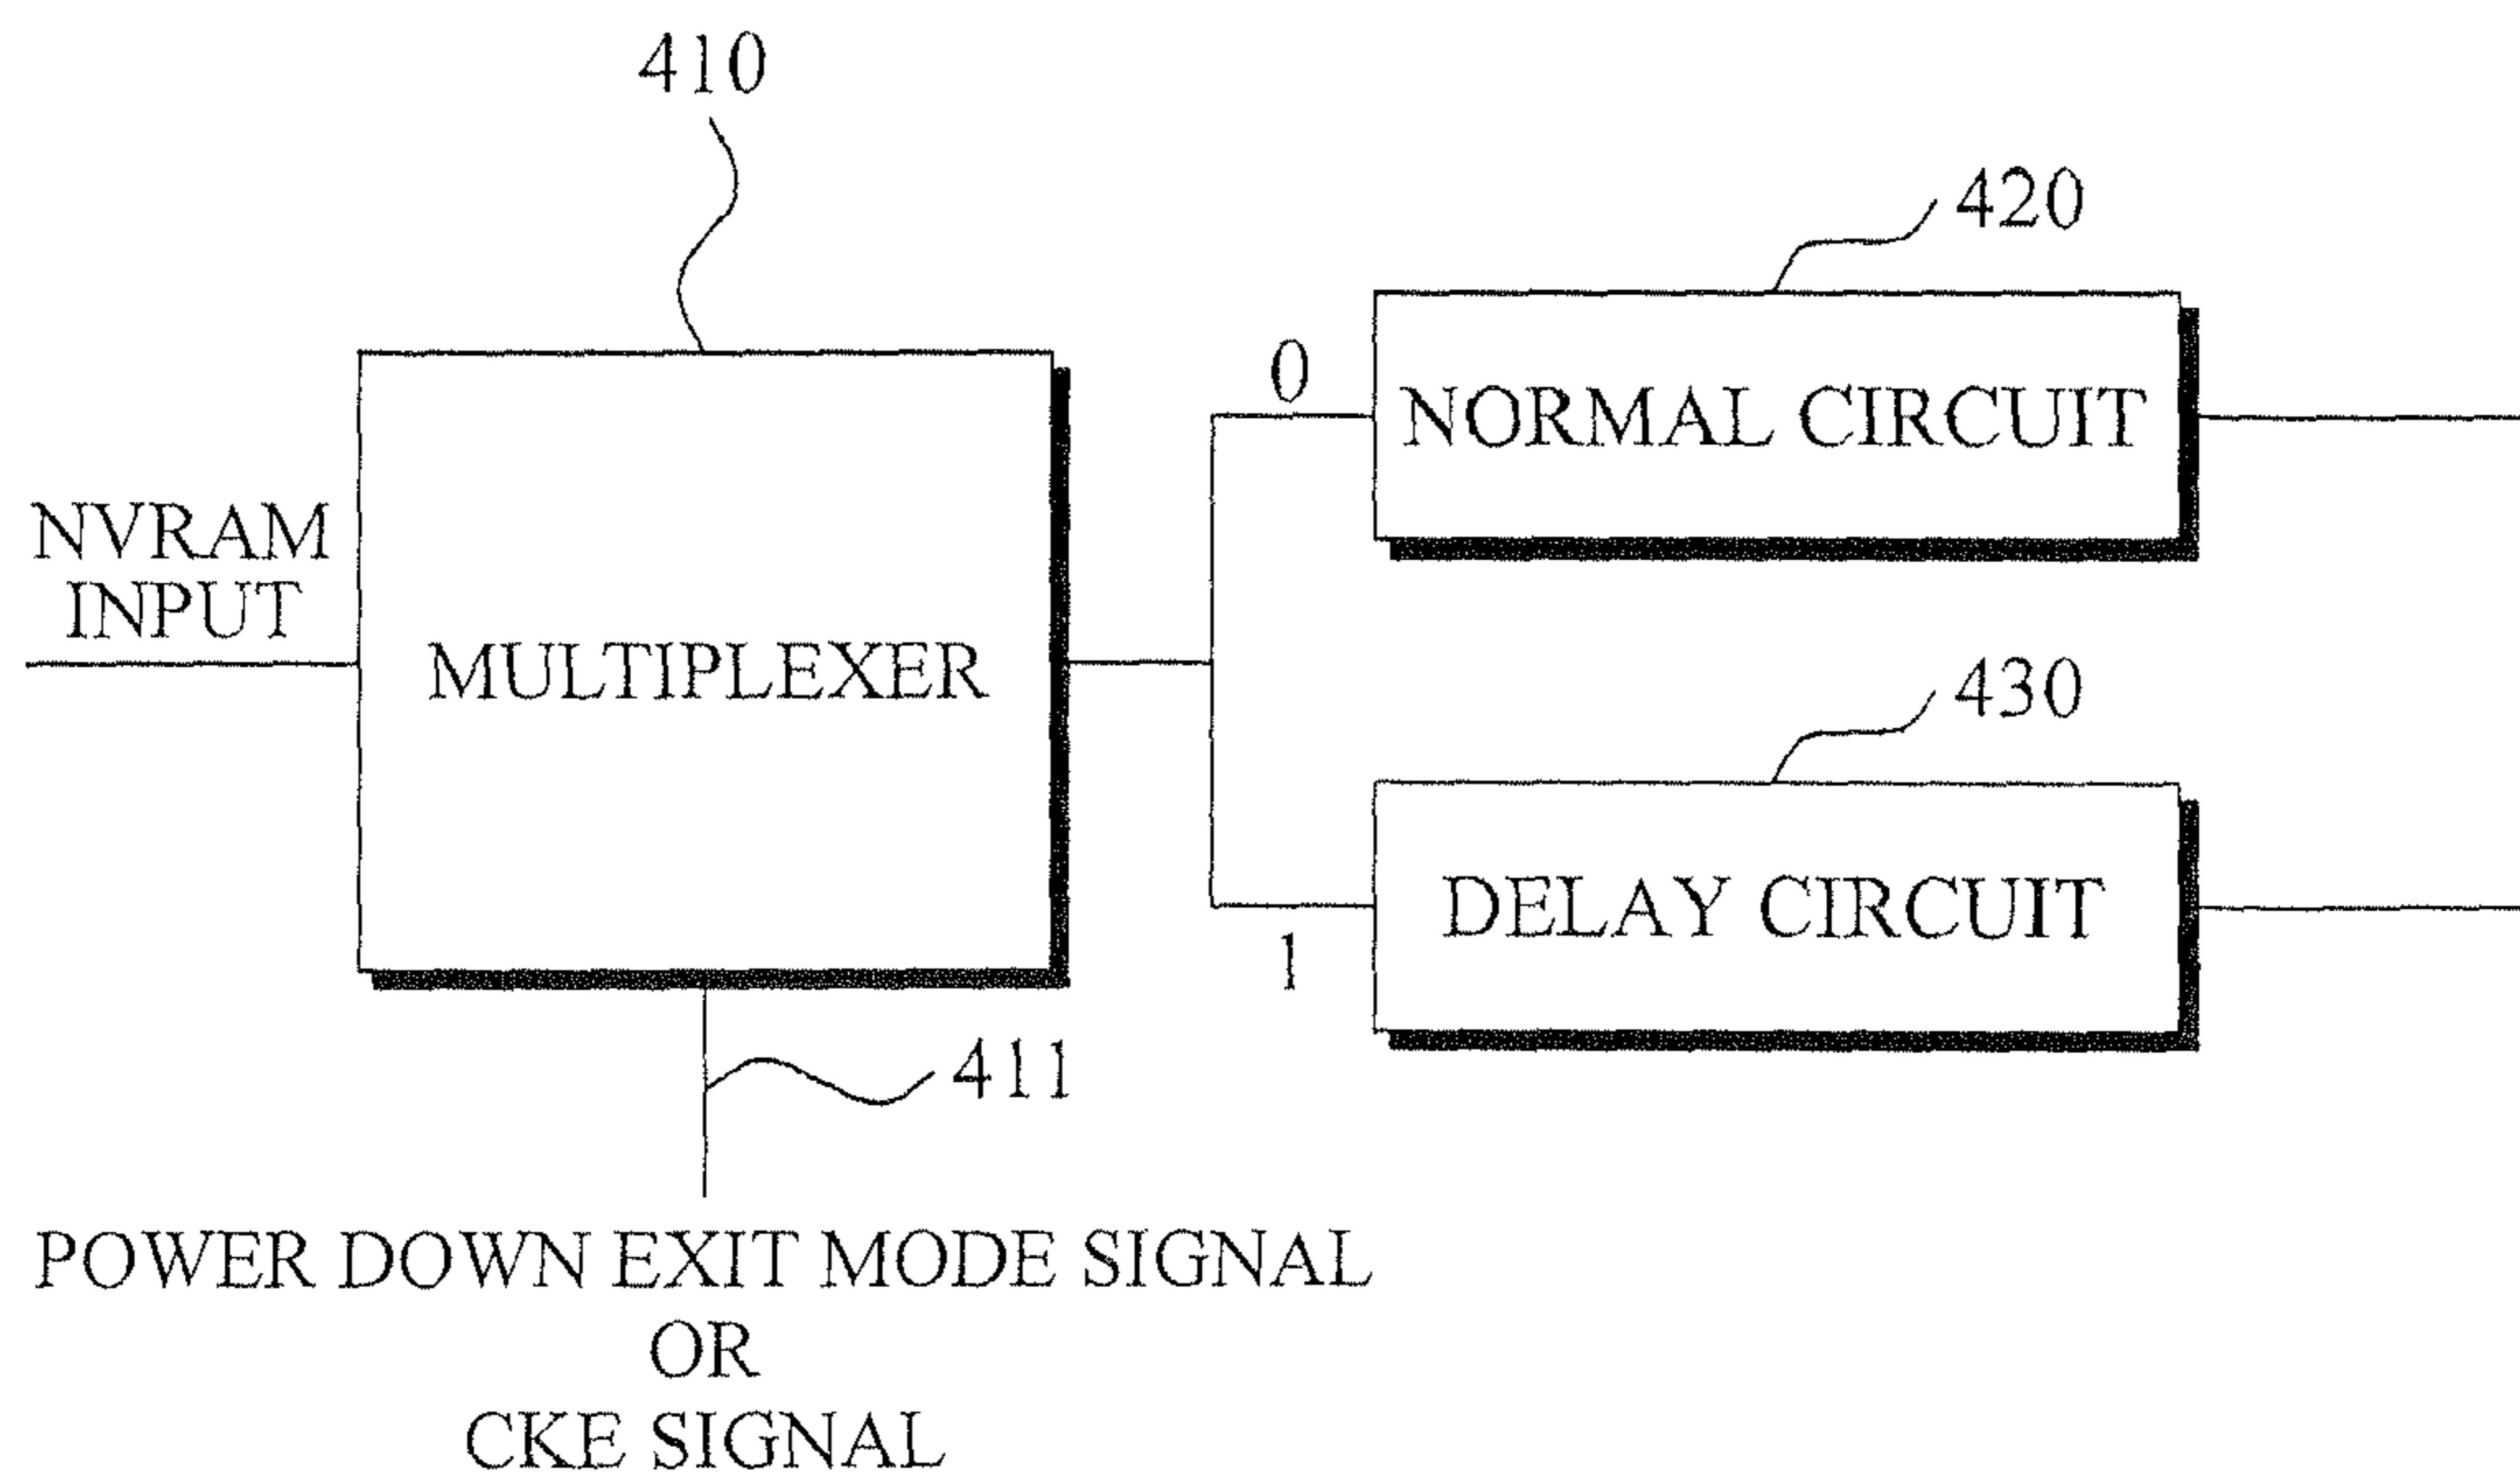 410
420
0
NORMAL CIRCUIT
NVRAM
INPUT
MULTIPLEXER
430
DELAY CIRCUIT
1
411
POWER DOWN EXIT MODE SIGNAL
OR
CKE SIGNAL